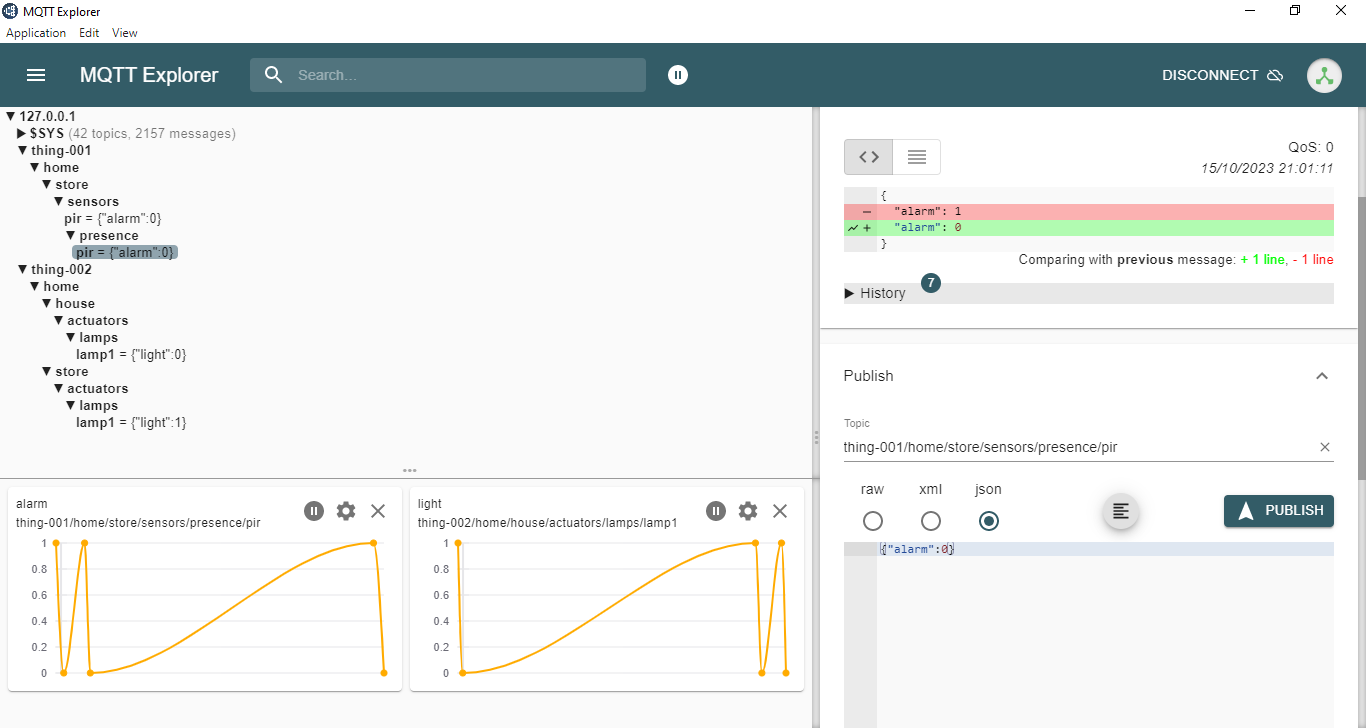 MQTT Explorer
Application Edit View
MQTT Explorer
Search...
DISCONNECT
▼ 127.0.0.1
▶ $SYS (42 topics, 2157 messages)
▼ thing-001
▼ home
▼ store
▼ sensors
pir = {"alarm":0}
▼ presence
pir = {"alarm":0}
▼ thing-002
▼ home
▼ house
▼ actuators
▼ lamps
lamp1 = {"light":0}
▼ store
▼ actuators
▼ lamps
lamp1 = {"light":1}
alarm
thing-001/home/store/sensors/presence/pir
1
0.8
0.6
0.4
0.2
0
light
thing-002/home/house/actuators/lamps/lamp1
1
0.8
0.6
0.4
0.2
0
QoS: 0
15/10/2023 21:01:11
{
- "alarm": 1
+ "alarm": 0
}
Comparing with previous message: + 1 line, - 1 line
▶ History 7
Publish
Topic
thing-001/home/store/sensors/presence/pir
raw xml json
PUBLISH
{"alarm":0}